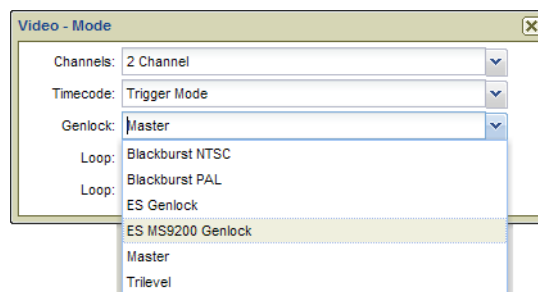 Video - Mode
Channels: 2 Channel
Timecode: Trigger Mode
Genlock: Master
Loop: Blackburst NTSC
Blackburst PAL
Loop: ES Genlock
ES MS9200 Genlock
Master
Trilevel